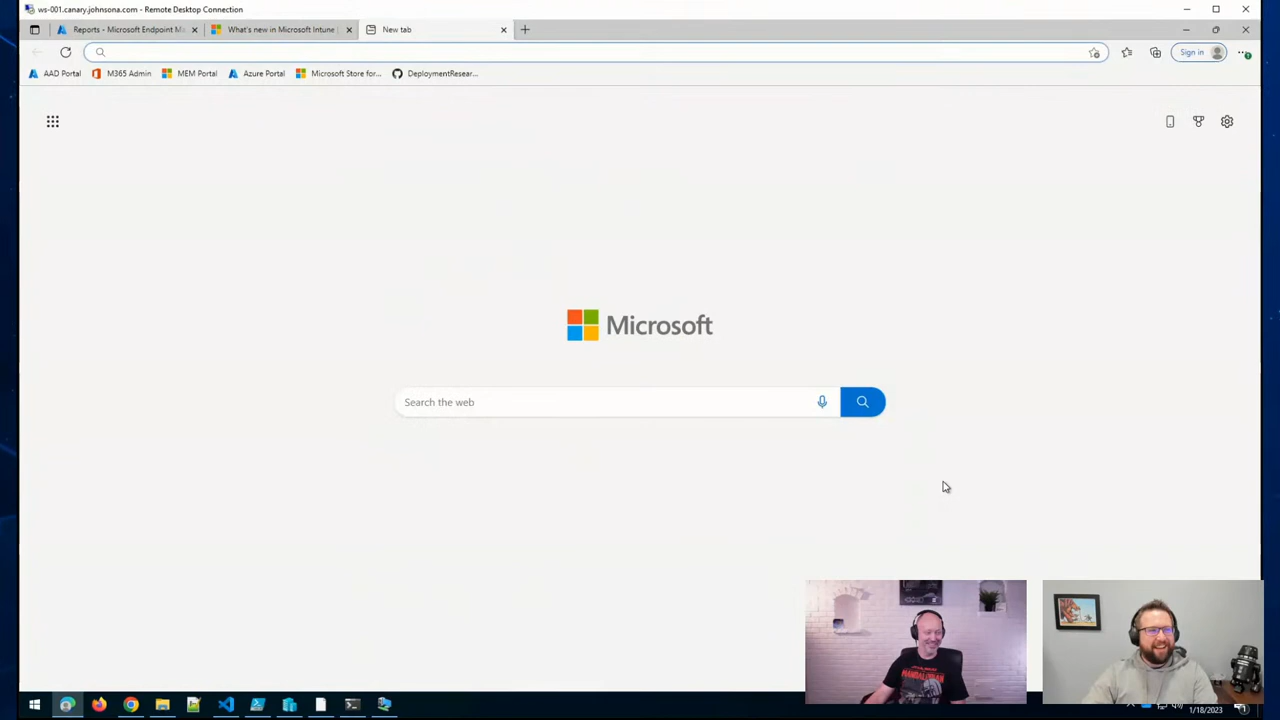 ws-001.canary.johnsona.com - Remote Desktop Connection
Reports - Microsoft Endpoint Ma
What's new in Microsoft Intune
New tab
Sign in
AAD Portal
M365 Admin
MEM Portal
Azure Portal
Microsoft Store for...
DeploymentResear...
Microsoft
Search the web
MANDALORIAN
1/18/2023